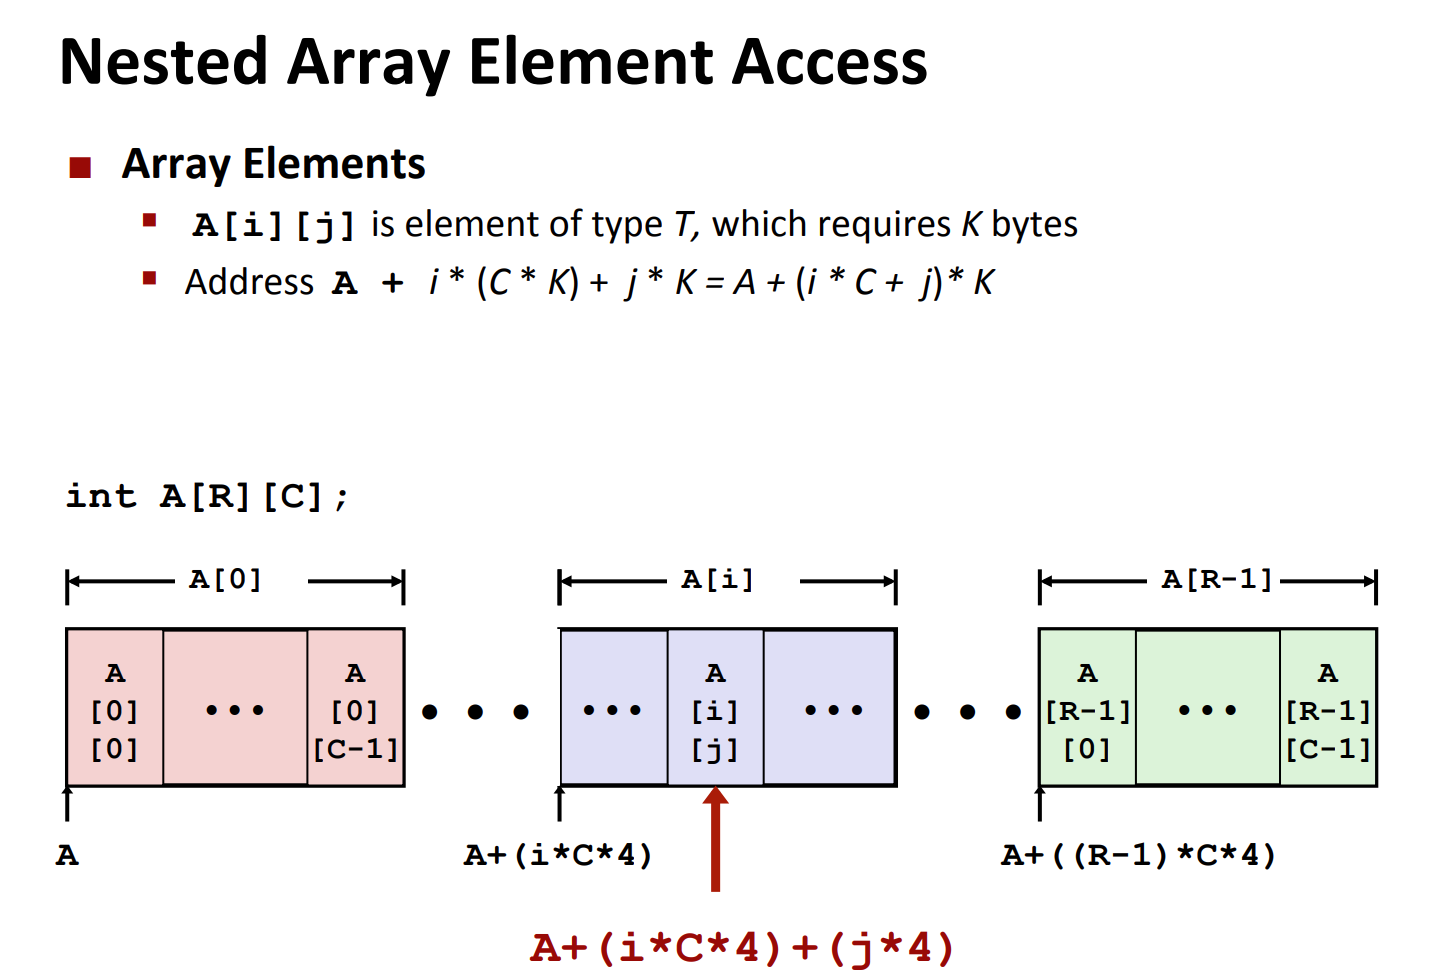 Nested Array Element Access
■ Array Elements
▪ A[i][j] is element of type T, which requires K bytes
▪ Address A + i * (C * K) + j * K = A + (i * C + j)* K
int A[R][C];
A[0] A[i] A[R-1]
A A A A A
[0] ••• [0] • • • ••• [i] ••• • • • [R-1] ••• [R-1]
[0] [C-1] [j] [0] [C-1]
A A+(i*C*4) A+((R-1)*C*4)
A+(i*C*4)+(j*4)